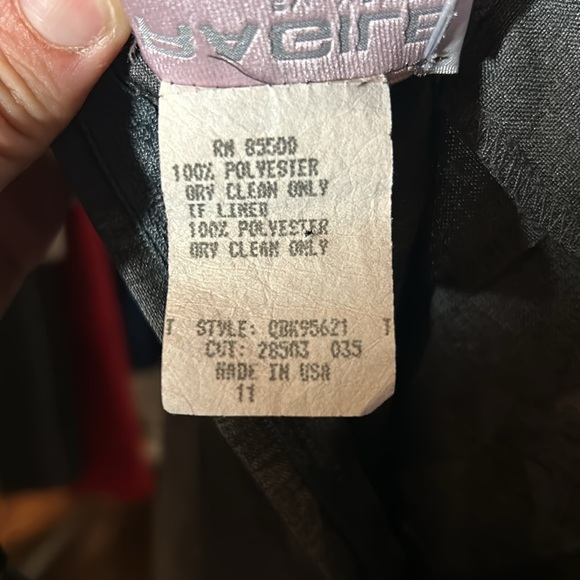 RN 85500
100% POLYESTER
DRY CLEAN ONLY
IF LINED
100% POLYESTER
DRY CLEAN ONLY
T STYLE: QBK95621 T
CUT: 28503 035
MADE IN USA
11